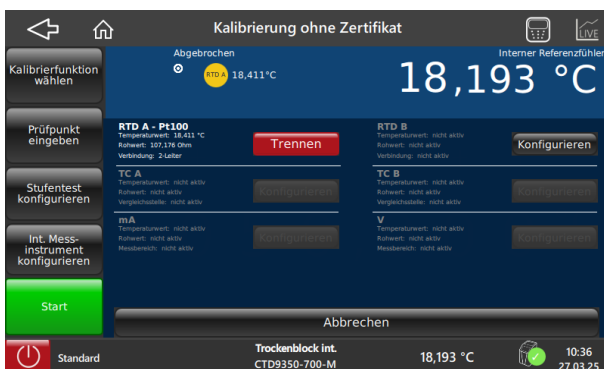 Kalibrierung ohne Zertifikat
LIVE
Kalibrierfunktion
wählen
Abgebrochen
RTD A
18,411°C
Interner Referenzfühler
18,193 °C
Prüfpunkt
eingeben
RTD A - Pt100
Temperaturwert: 18,411 °C
Rohwert: 107,176 Ohm
Verbindung: 2-Leiter
Trennen
RTD B
Temperaturwert: nicht aktiv
Rohwert: nicht aktiv
Verbindung: nicht aktiv
Konfigurieren
Stufentest
konfigurieren
TC A
Temperaturwert: nicht aktiv
Rohwert: nicht aktiv
Vergleichsstelle: nicht aktiv
Konfigurieren
TC B
Temperaturwert: nicht aktiv
Rohwert: nicht aktiv
Vergleichsstelle: nicht aktiv
Konfigurieren
Int. Mess-
instrument
konfigurieren
mA
Temperaturwert: nicht aktiv
Rohwert: nicht aktiv
Messbereich: nicht aktiv
Konfigurieren
V
Temperaturwert: nicht aktiv
Rohwert: nicht aktiv
Messbereich: nicht aktiv
Konfigurieren
Start
Abbrechen
Standard
Trockenblock int.
CTD9350-700-M
18,193 °C
10:36
27.03.25